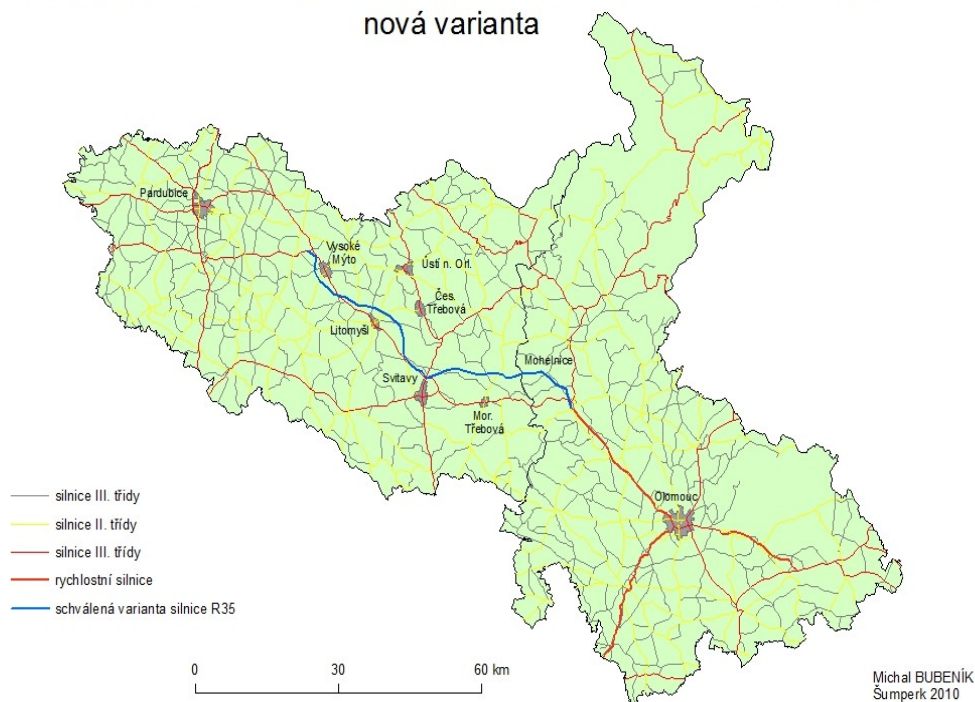 nová varianta
Pardubice
Vysoké
Mýto
Ústí n. Orl.
Čes.
Třebová
Litomyšl
Mohelnice
Svitavy
Mor.
Třebová
Olomouc
silnice III. třídy
silnice II. třídy
silnice III. třídy
rychlostní silnice
schválená varianta silnice R35
0 30 60 km
Michal BUBENÍK
Šumperk 2010